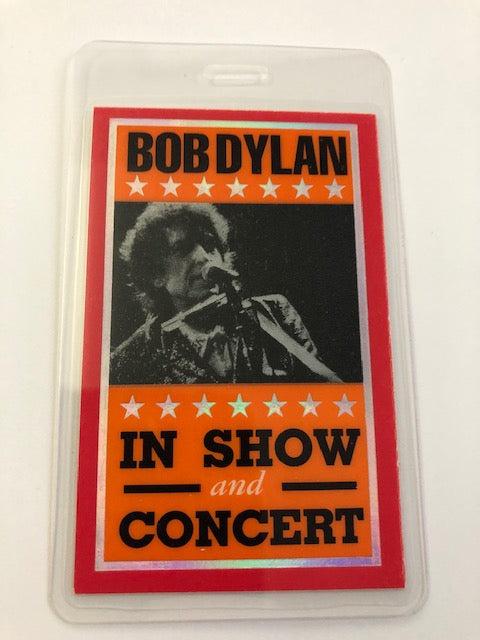 BOB DYLAN
IN SHOW
and
CONCERT